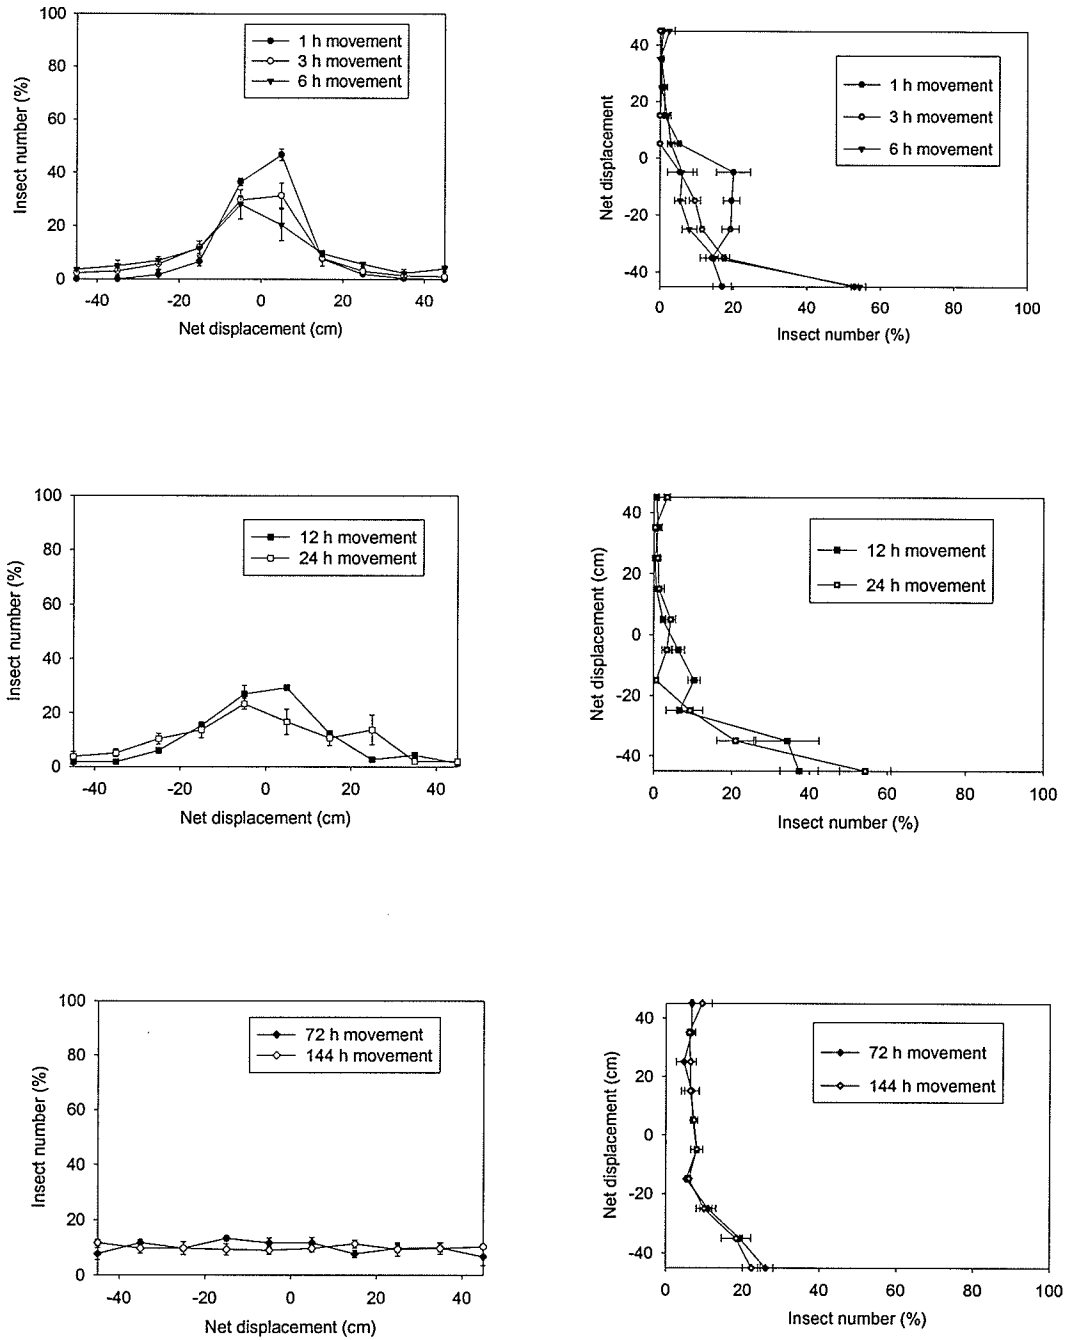 100
80
60
40
20
0
Insect number (%)
1 h movement
3 h movement
6 h movement
-40 -20 0 20 40
Net displacement (cm)
40
20
0
-20
-40
Net displacement
1 h movement
3 h movement
6 h movement
0 20 40 60 80 100
Insect number (%)
100
80
60
40
20
0
Insect number (%)
12 h movement
24 h movement
-40 -20 0 20 40
Net displacement (cm)
40
20
0
-20
-40
Net displacement (cm)
12 h movement
24 h movement
0 20 40 60 80 100
Insect number (%)
100
80
60
40
20
0
Insect number (%)
72 h movement
144 h movement
-40 -20 0 20 40
Net displacement (cm)
40
20
0
-20
-40
Net displacement (cm)
72 h movement
144 h movement
0 20 40 60 80 100
Insect number (%)